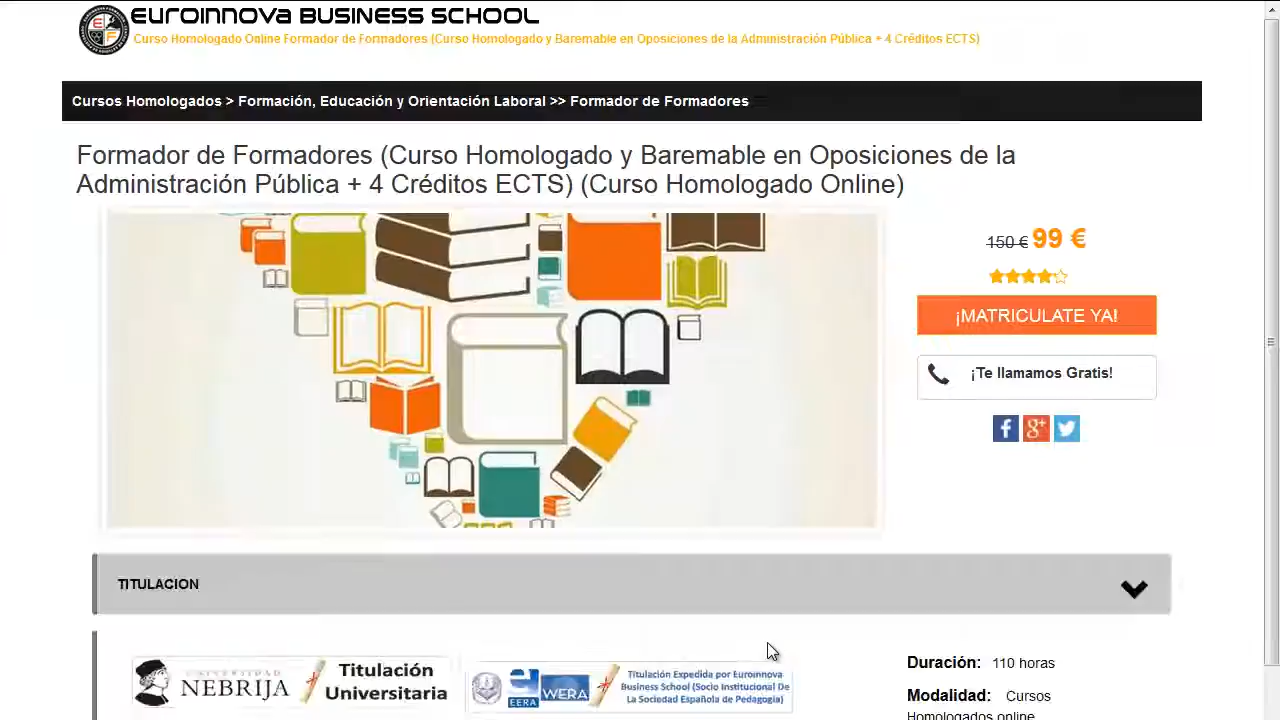 EUROINNOVA BUSINESS SCHOOL
Curso Homologado Online Formador de Formadores (Curso Homologado y Baremable en Oposiciones de la Administración Pública + 4 Créditos ECTS)
Cursos Homologados > Formación, Educación y Orientación Laboral >> Formador de Formadores
Formador de Formadores (Curso Homologado y Baremable en Oposiciones de la
Administración Pública + 4 Créditos ECTS) (Curso Homologado Online)
150 € 99 €
¡MATRICULATE YA!
¡Te llamamos Gratis!
TITULACION
UNIVERSIDAD
NEBRIJA
Titulación
Universitaria
EERA
WERA
Titulación Expedida por Euroinnova
Business School (Socio Institucional De
La Sociedad Española de Pedagogía)
Duración: 110 horas
Modalidad: Cursos
Homologados online